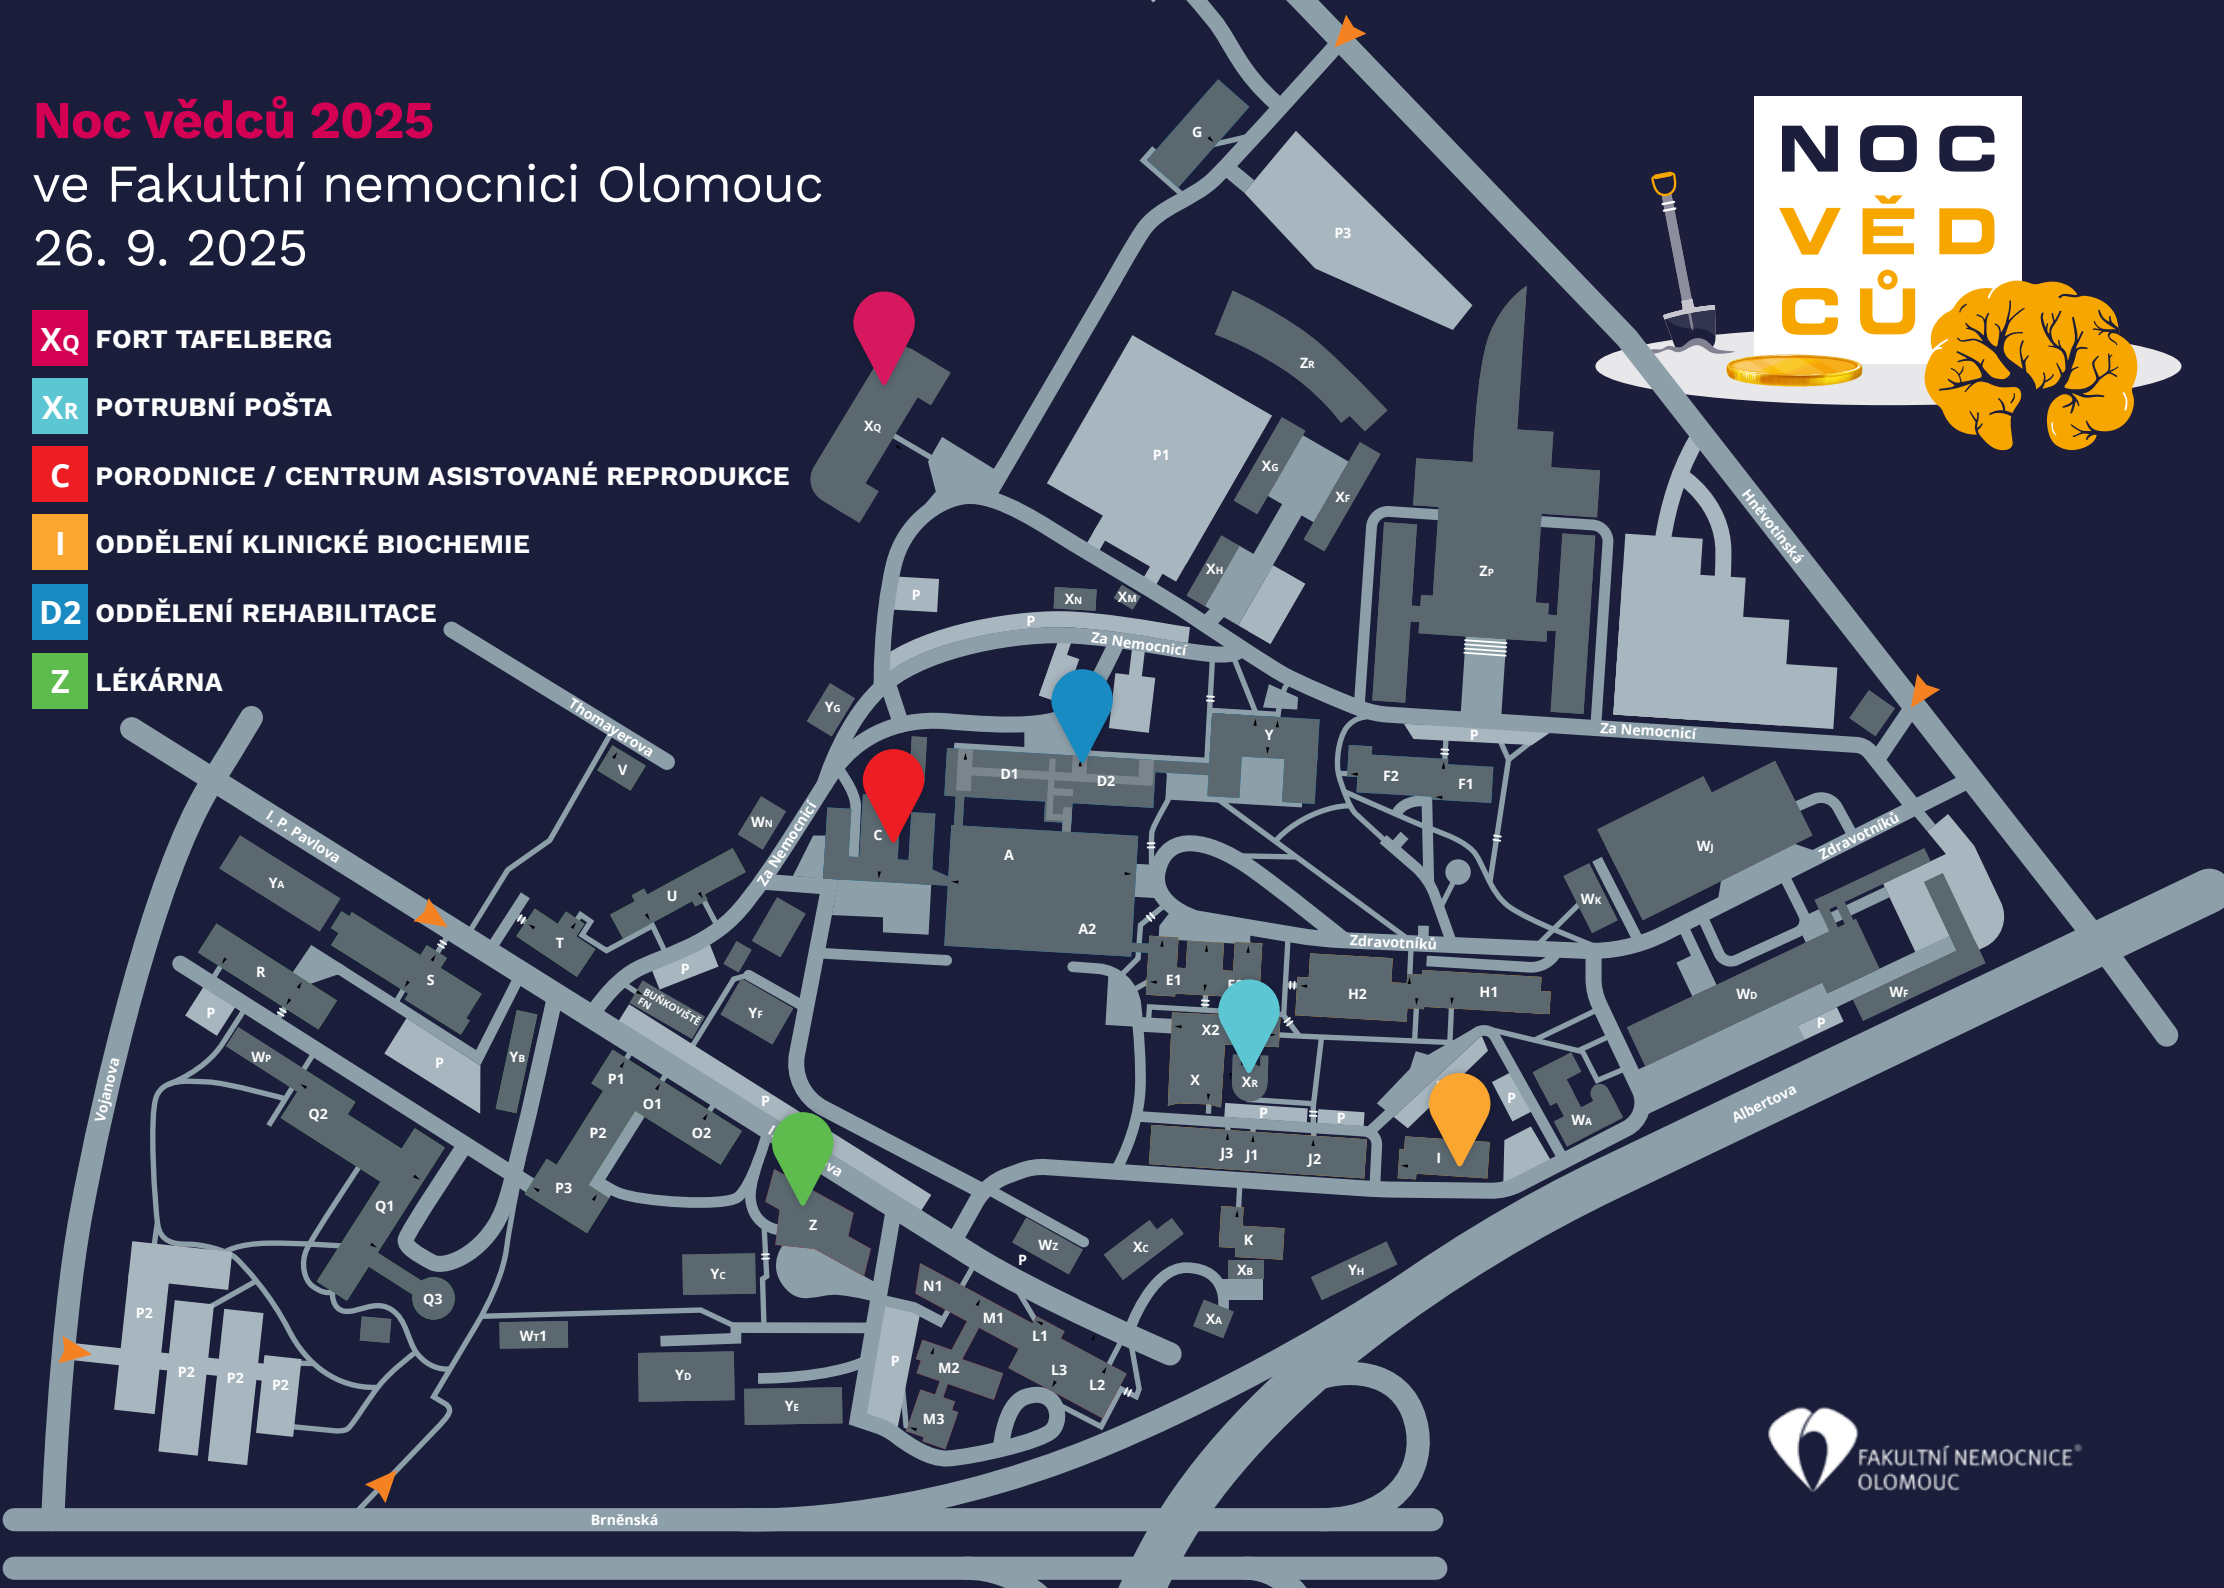 Noc vědců 2025
ve Fakultní nemocnici Olomouc
26. 9. 2025
XQ FORT TAFELBERG
XR POTRUBNÍ POŠTA
C PORODNICE / CENTRUM ASISTOVANÉ REPRODUKCE
I ODDĚLENÍ KLINICKÉ BIOCHEMIE
D2 ODDĚLENÍ REHABILITACE
Z LÉKÁRNA
NOC
VĚD
CŮ
G
P3
ZR
XQ
P1
XG
XF
XH
ZP
Hněvotínská
P
XN
XM
P
Za Nemocnicí
YG
Y
P
Za Nemocnicí
Thomayerova
V
D1
D2
F2
F1
WN
Za Nemocnicí
C
A
A2
WJ
Zdravotníků
WK
I. P. Pavlova
YA
U
T
S
R
P
P
P
BUŇKOVIŠTĚ
FN
YF
Zdravotníků
E1
H2
H1
WD
WF
P
X2
X
XR
P
P
P
WA
Albertova
Vojanova
WP
YB
Q2
P1
O1
P2
O2
P
P3
Q1
Q3
Z
J3
J1
J2
I
K
XB
XA
XC
YH
WZ
P
YC
N1
M1
L1
M2
L3
L2
M3
P
WT1
YD
YE
P2
P2
P2
P2
Brněnská
FAKULTNÍ NEMOCNICE®
OLOMOUC